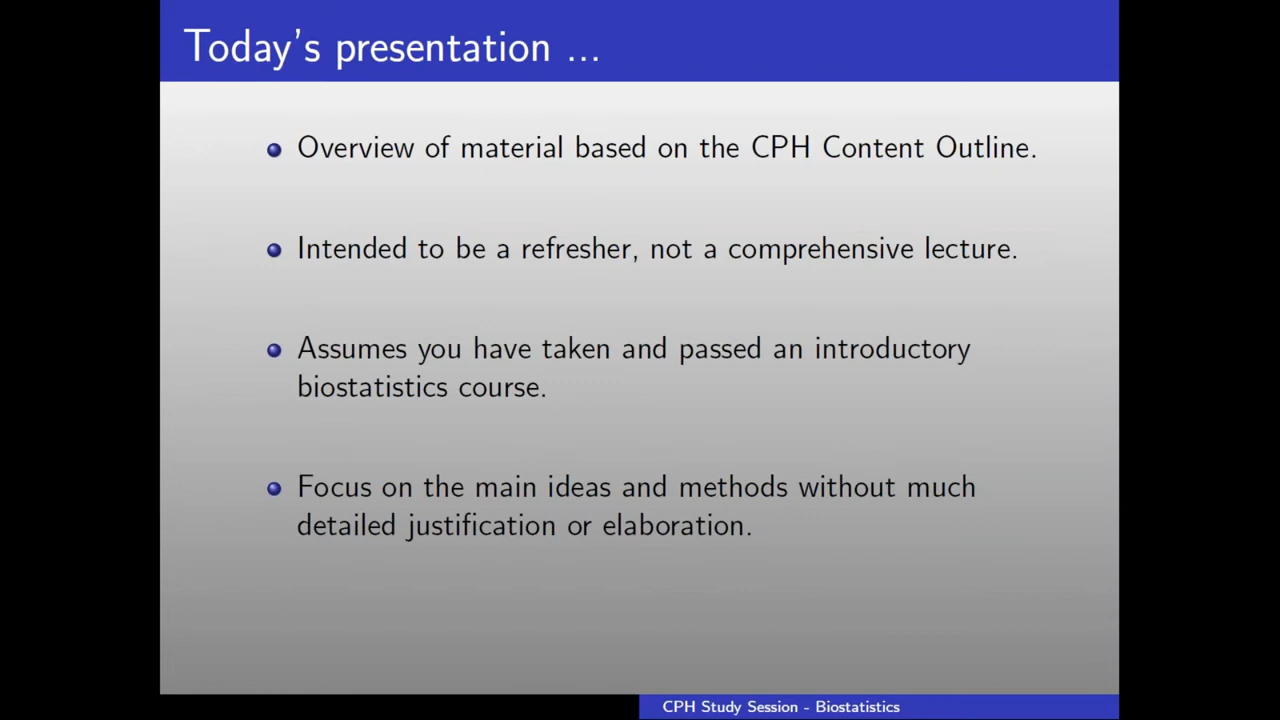 Today's presentation ...
Overview of material based on the CPH Content Outline.
Intended to be a refresher, not a comprehensive lecture.
Assumes you have taken and passed an introductory
biostatistics course.
Focus on the main ideas and methods without much
detailed justification or elaboration.
CPH Study Session - Biostatistics